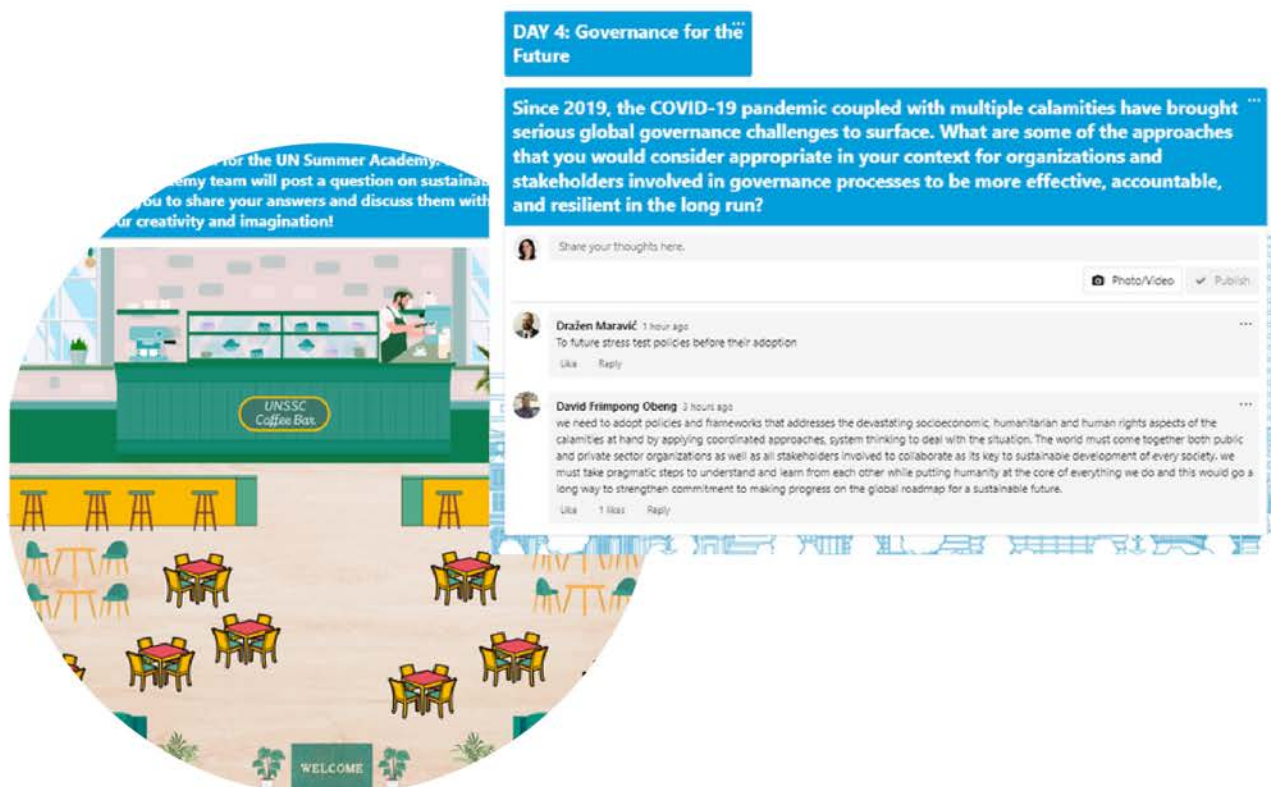 DAY 4: Governance for the
Future
Since 2019, the COVID-19 pandemic coupled with multiple calamities have brought
serious global governance challenges to surface. What are some of the approaches
that you would consider appropriate in your context for organizations and
stakeholders involved in governance processes to be more effective, accountable,
and resilient in the long run?
Share your thoughts here.
Photo/Video Publish
Dražen Maravić 1 hour ago
To future stress test policies before their adoption
Like Reply
David Frimpong Obeng 3 hours ago
we need to adopt policies and frameworks that addresses the devastating socioeconomic, humanitarian and human rights aspects of the
calamities at hand by applying coordinated approaches, system thinking to deal with the situation. The world must come together both public
and private sector organizations as well as all stakeholders involved to collaborate as its key to sustainable development of every society. we
must take pragmatic steps to understand and learn from each other while putting humanity at the core of everything we do and this would go a
long way to strengthen commitment to making progress on the global roadmap for a sustainable future.
Like 1 likes Reply
for the UN Summer Academy.
team will post a question on
you to share your answers and discuss them with
creativity and imagination!
UNSSC
Coffee Bar
WELCOME